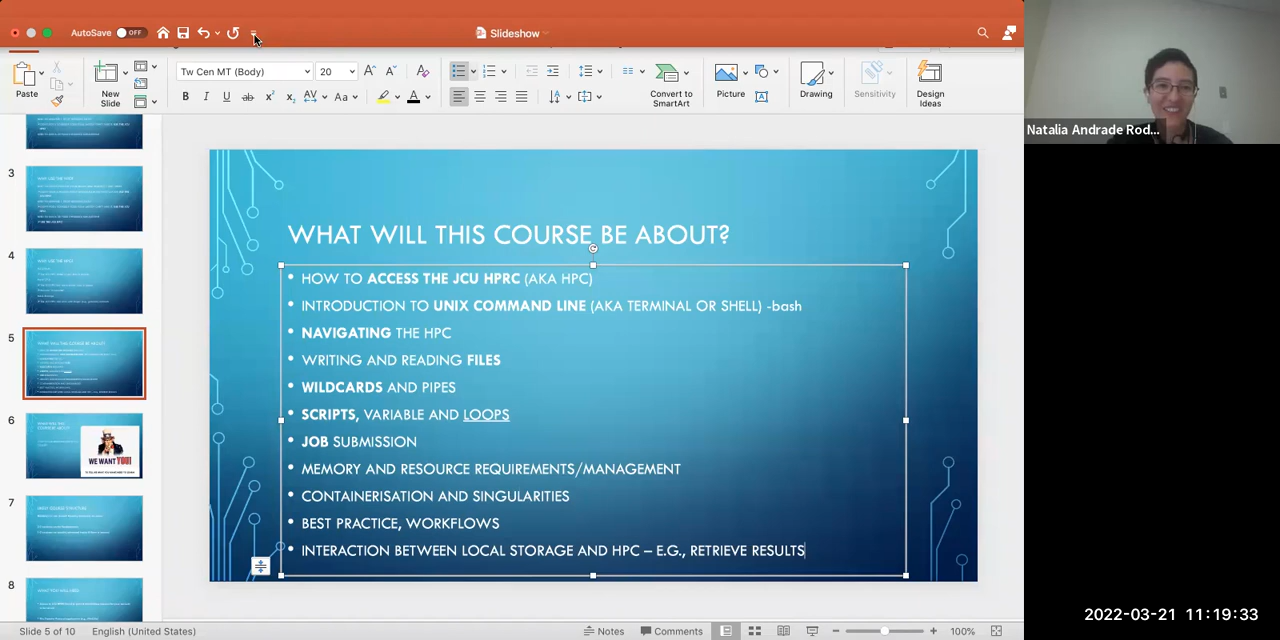 AutoSave OFF
Slideshow
Paste
New
Slide
Tw Cen MT (Body)
20
Convert to
SmartArt
Picture
Drawing
Sensitivity
Design
Ideas
Natalia Andrade Rod...
3
4
5
6
WE WANT YOU!
7
8
WHAT WILL THIS COURSE BE ABOUT?
• HOW TO ACCESS THE JCU HPRC (AKA HPC)
• INTRODUCTION TO UNIX COMMAND LINE (AKA TERMINAL OR SHELL) -bash
• NAVIGATING THE HPC
• WRITING AND READING FILES
• WILDCARDS AND PIPES
• SCRIPTS, VARIABLE AND LOOPS
• JOB SUBMISSION
• MEMORY AND RESOURCE REQUIREMENTS/MANAGEMENT
• CONTAINERISATION AND SINGULARITIES
• BEST PRACTICE, WORKFLOWS
• INTERACTION BETWEEN LOCAL STORAGE AND HPC – E.G., RETRIEVE RESULTS
2022-03-21 11:19:33
Slide 5 of 10
English (United States)
Notes
Comments
100%